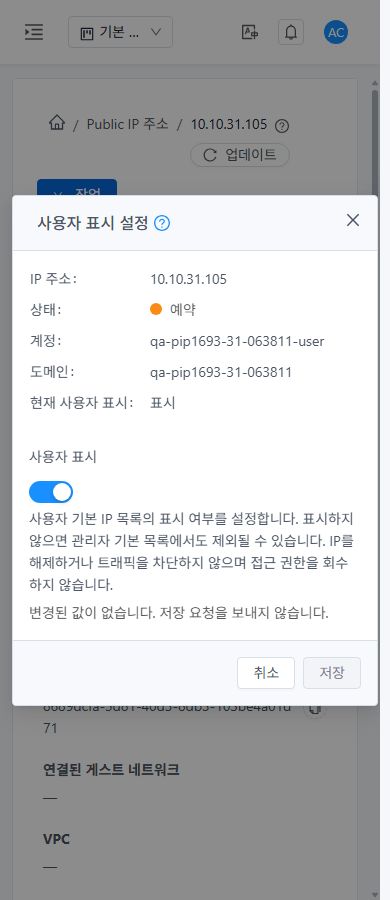 기본 ...
AC
/ Public IP 주소 / 10.10.31.105
업데이트
작업
사용자 표시 설정
IP 주소: 10.10.31.105
상태: 예약
계정: qa-pip1693-31-063811-user
도메인: qa-pip1693-31-063811
현재 사용자 표시: 표시
사용자 표시
사용자 기본 IP 목록의 표시 여부를 설정합니다. 표시하지
않으면 관리자 기본 목록에서도 제외될 수 있습니다. IP를
해제하거나 트래픽을 차단하지 않으며 접근 권한을 회수
하지 않습니다.
변경된 값이 없습니다. 저장 요청을 보내지 않습니다.
취소 저장
71
연결된 게스트 네트워크
—
VPC
—